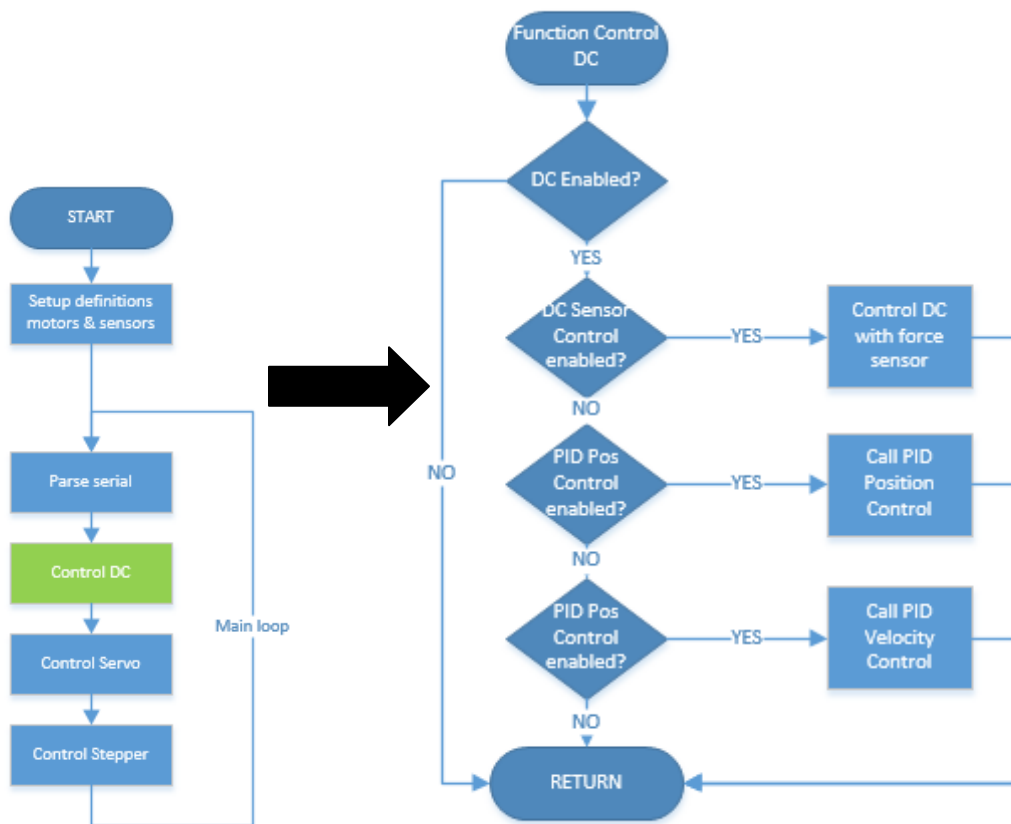 START
Setup definitions
motors & sensors
Parse serial
Control DC
Control Servo
Control Stepper
Main loop
Function Control
DC
DC Enabled?
YES
NO
DC Sensor
Control
enabled?
YES
Control DC
with force
sensor
NO
PID Pos
Control
enabled?
YES
Call PID
Position
Control
NO
PID Pos
Control
enabled?
YES
Call PID
Velocity
Control
NO
RETURN